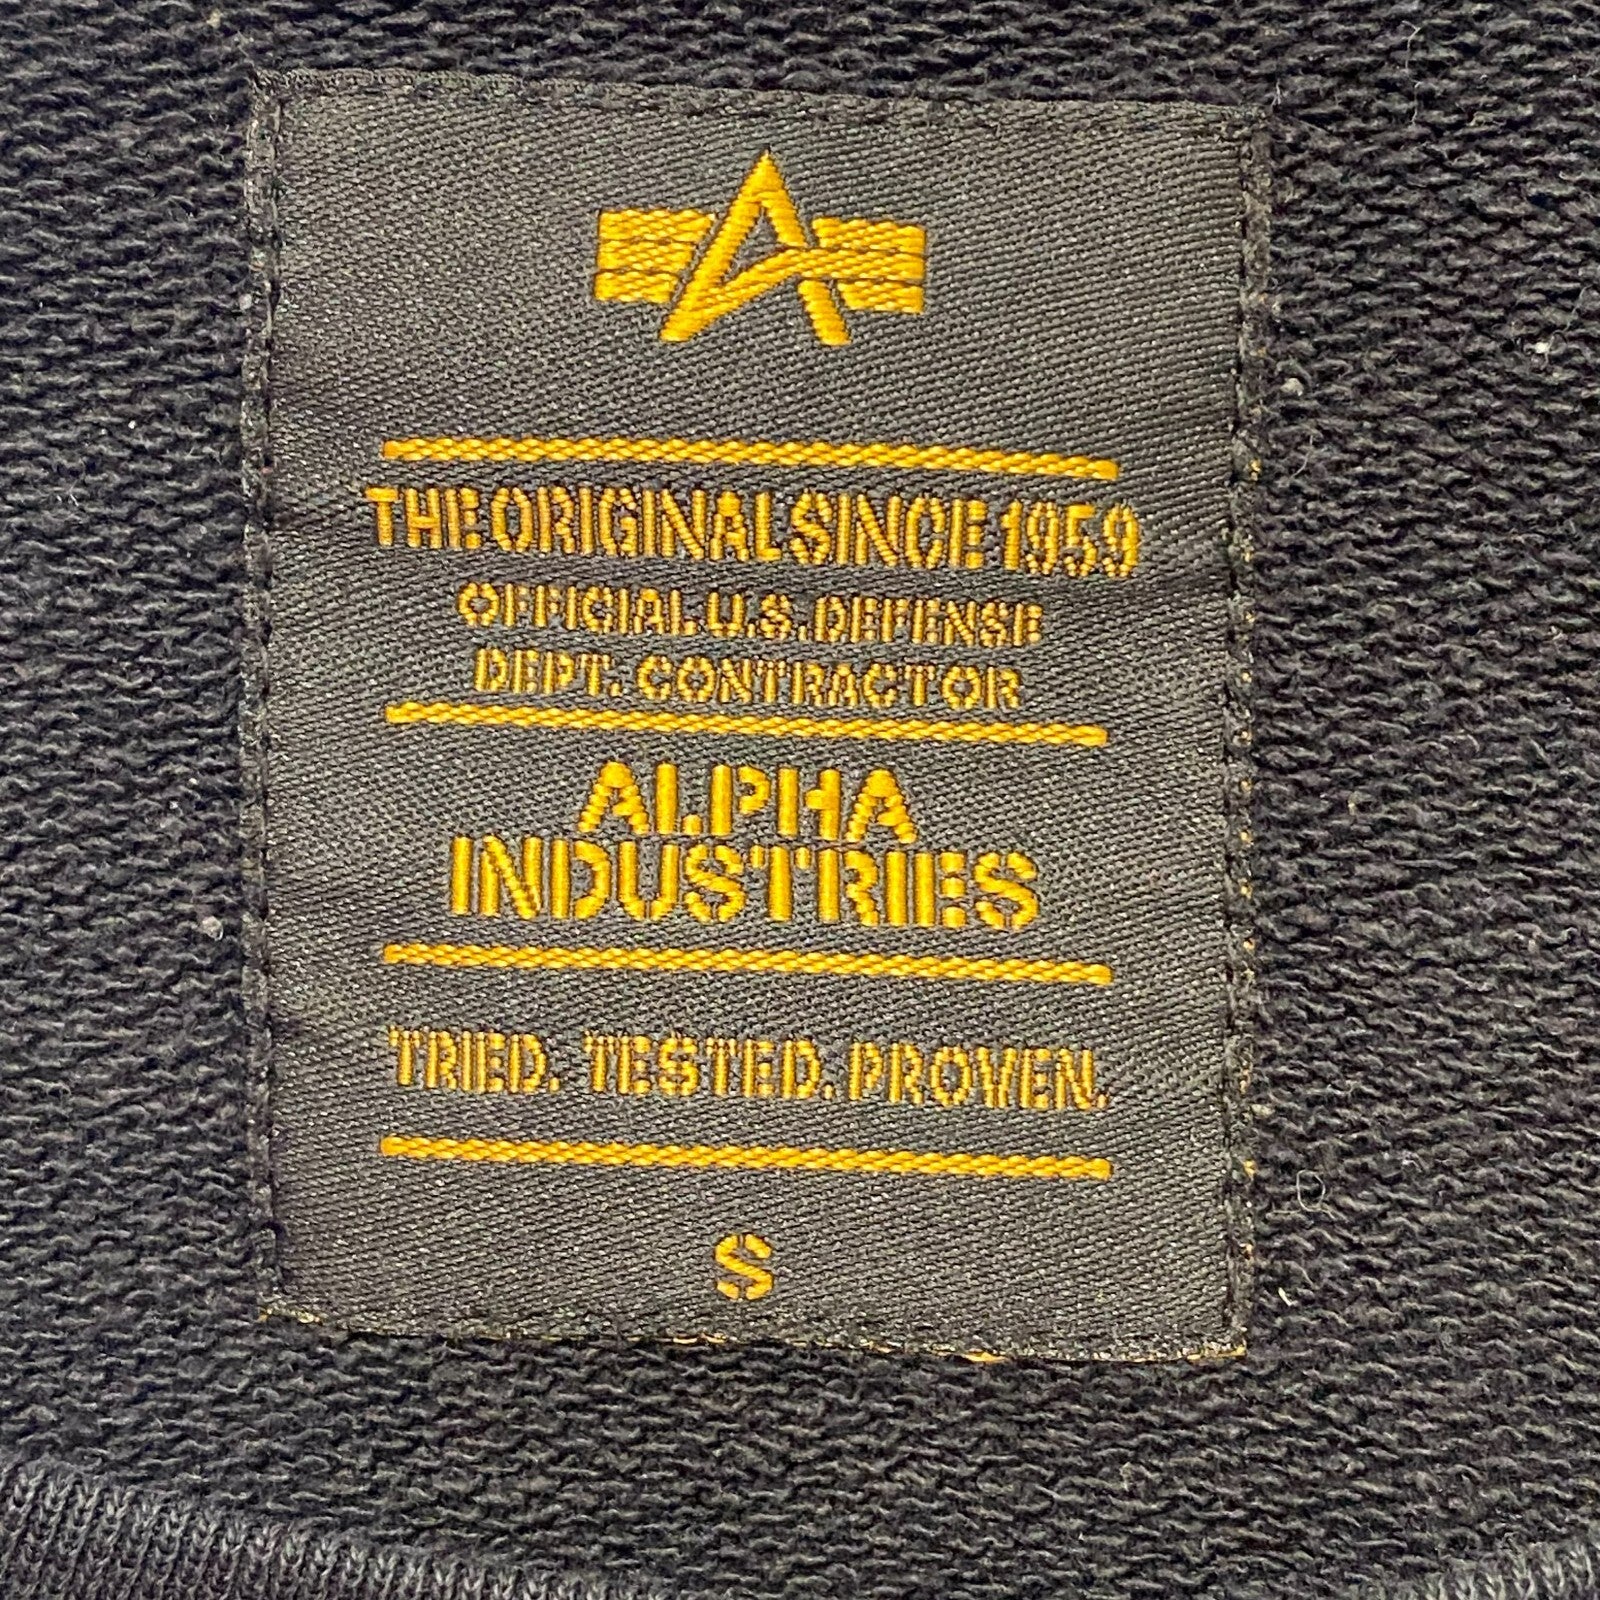 THE ORIGINAL SINCE 1959
OFFICIAL U.S. DEFENSE
DEPT. CONTRACTOR
ALPHA
INDUSTRIES
TRIED. TESTED. PROVEN.
S